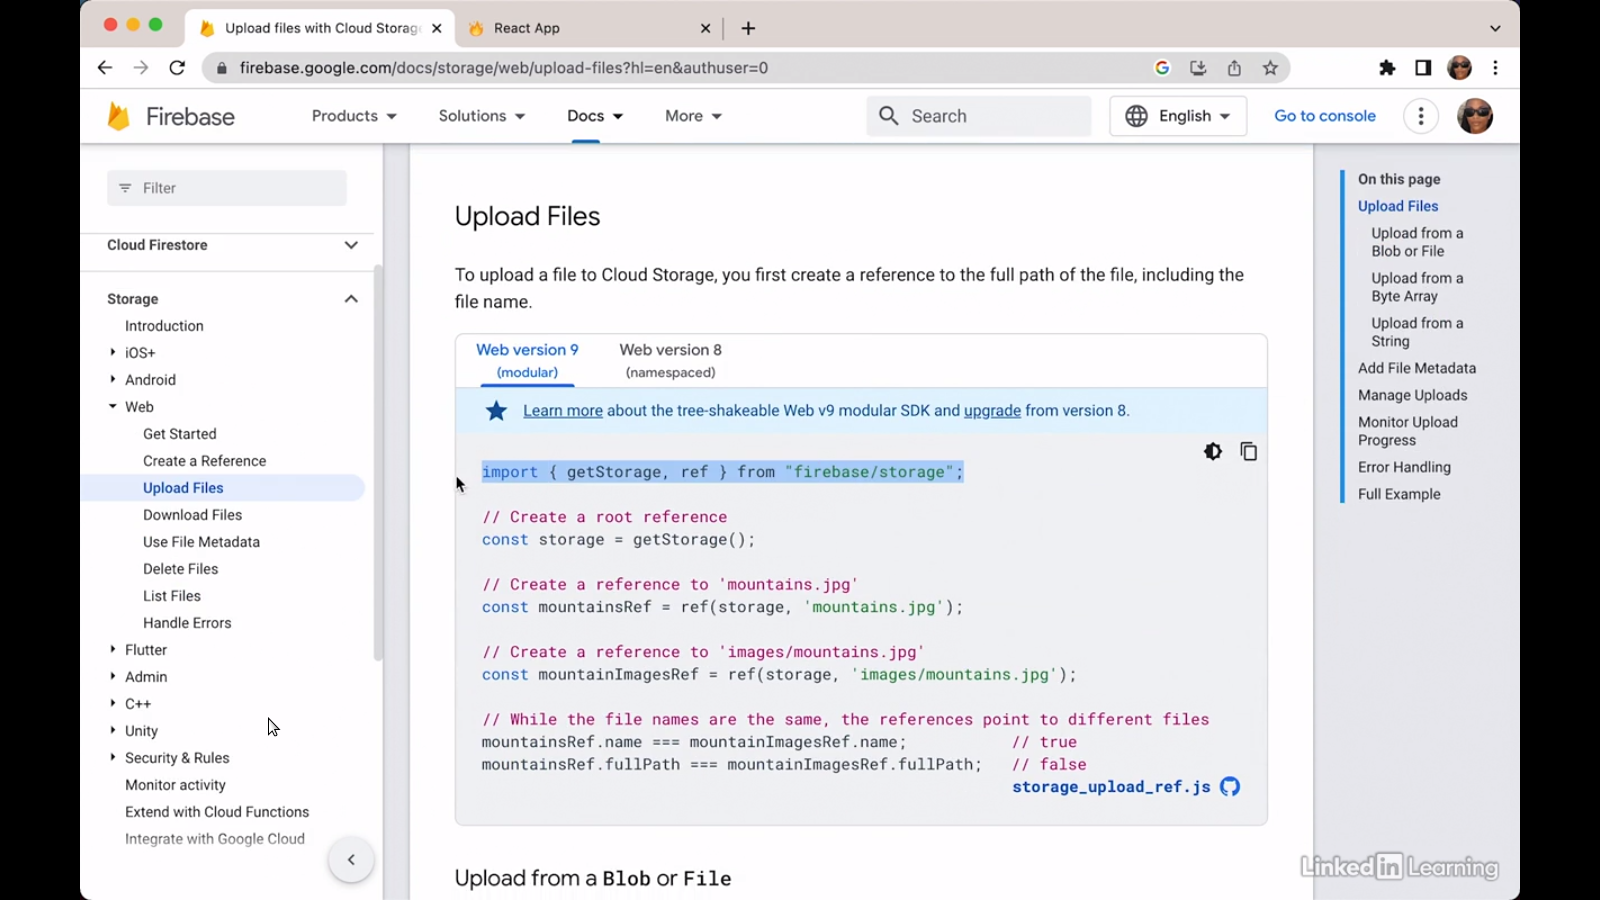 Upload files with Cloud Storag
React App
firebase.google.com/docs/storage/web/upload-files?hl=en&authuser=0
Firebase
Products
Solutions
Docs
More
Search
English
Go to console
Filter
Cloud Firestore
Storage
Introduction
iOS+
Android
Web
Get Started
Create a Reference
Upload Files
Download Files
Use File Metadata
Delete Files
List Files
Handle Errors
Flutter
Admin
C++
Unity
Security & Rules
Monitor activity
Extend with Cloud Functions
Integrate with Google Cloud
Upload Files
To upload a file to Cloud Storage, you first create a reference to the full path of the file, including the
file name.
Web version 9
(modular)
Web version 8
(namespaced)
Learn more about the tree-shakeable Web v9 modular SDK and upgrade from version 8.
import { getStorage, ref } from "firebase/storage";
// Create a root reference
const storage = getStorage();
// Create a reference to 'mountains.jpg'
const mountainsRef = ref(storage, 'mountains.jpg');
// Create a reference to 'images/mountains.jpg'
const mountainImagesRef = ref(storage, 'images/mountains.jpg');
// While the file names are the same, the references point to different files
mountainsRef.name === mountainImagesRef.name; // true
mountainsRef.fullPath === mountainImagesRef.fullPath; // false
storage_upload_ref.js
Upload from a Blob or File
On this page
Upload Files
Upload from a
Blob or File
Upload from a
Byte Array
Upload from a
String
Add File Metadata
Manage Uploads
Monitor Upload
Progress
Error Handling
Full Example
Linked in Learning